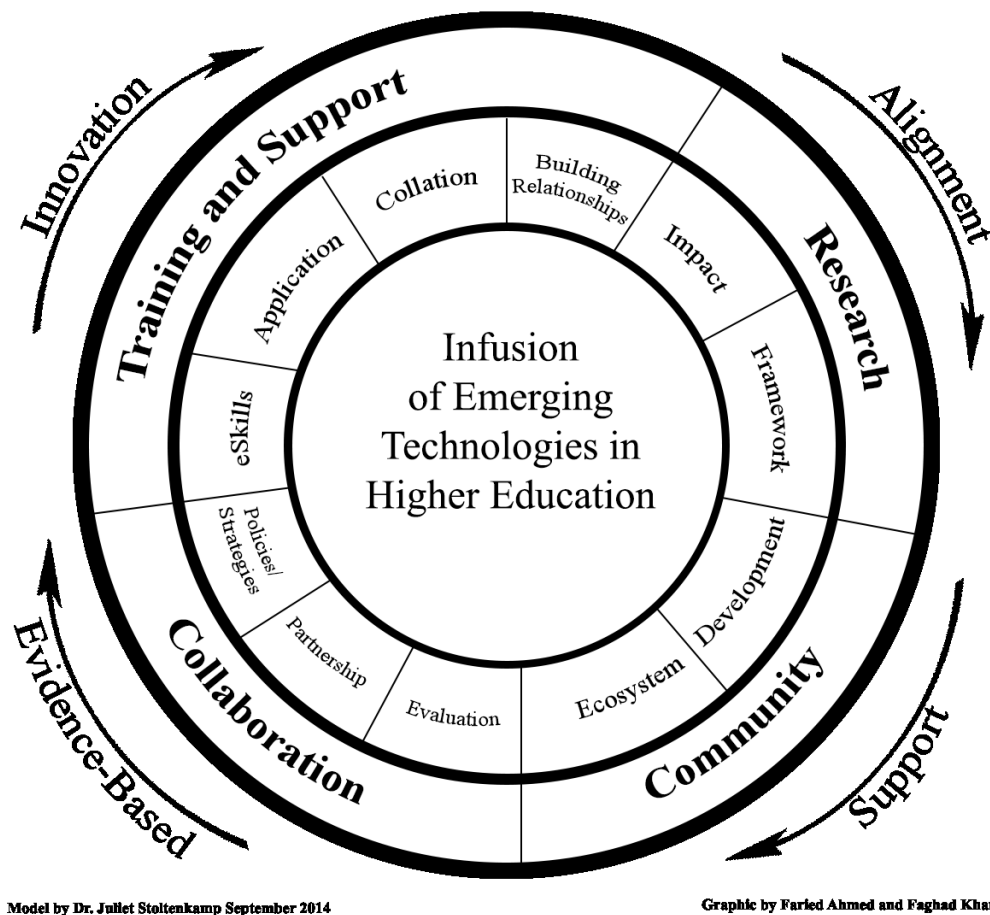 Innovation
Alignment
Training and Support
Research
Collation
Building
Relationships
Application
Impact
eSkills
Framework
Infusion
of Emerging
Technologies in
Higher Education
Policies/
Strategies
Development
Partnership
Evaluation
Ecosystem
Collaboration
Community
Evidence-Based
Support
Model by Dr. Juliet Stoltenkamp September 2014
Graphic by Faried Ahmed and Faghad Khan